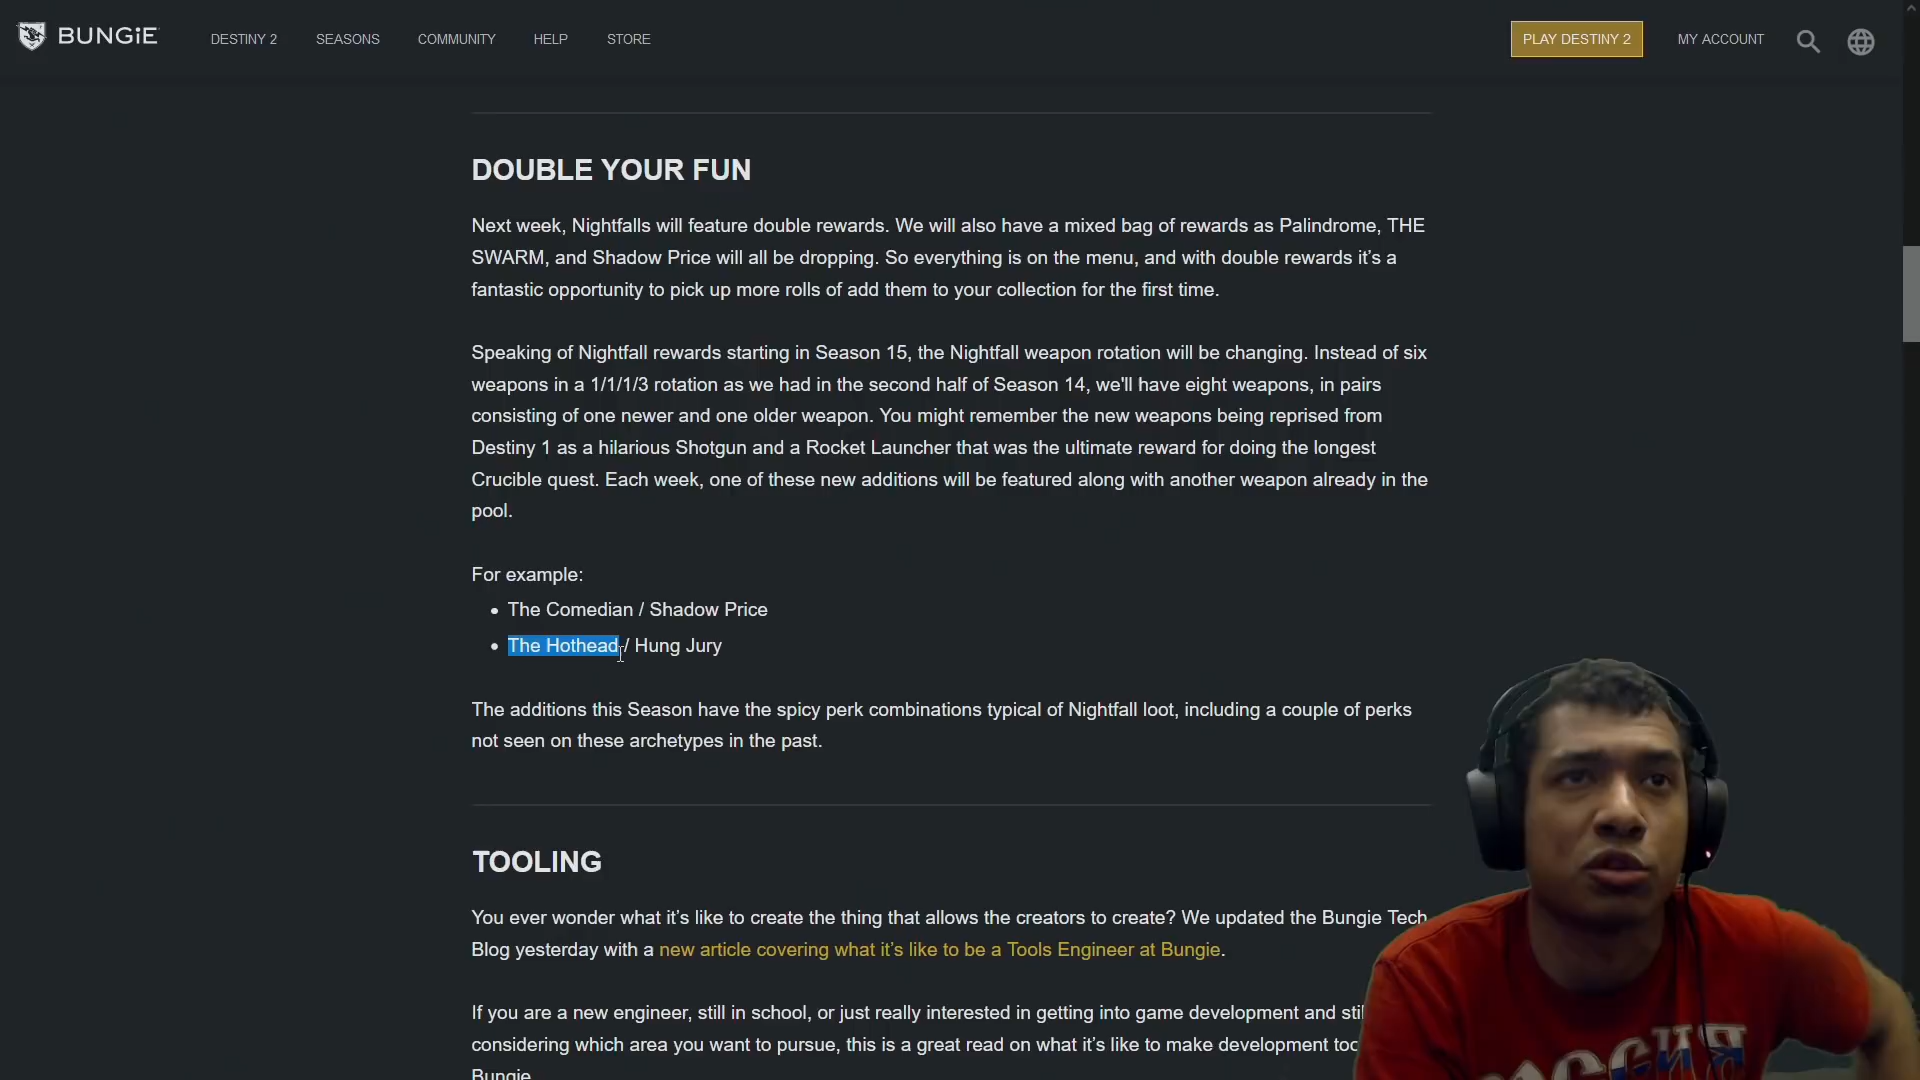 BUNGiE
DESTINY 2
SEASONS
COMMUNITY
HELP
STORE
PLAY DESTINY 2
MY ACCOUNT
DOUBLE YOUR FUN
Next week, Nightfalls will feature double rewards. We will also have a mixed bag of rewards as Palindrome, THE
SWARM, and Shadow Price will all be dropping. So everything is on the menu, and with double rewards it's a
fantastic opportunity to pick up more rolls of add them to your collection for the first time.
Speaking of Nightfall rewards starting in Season 15, the Nightfall weapon rotation will be changing. Instead of six
weapons in a 1/1/1/3 rotation as we had in the second half of Season 14, we'll have eight weapons, in pairs
consisting of one newer and one older weapon. You might remember the new weapons being reprised from
Destiny 1 as a hilarious Shotgun and a Rocket Launcher that was the ultimate reward for doing the longest
Crucible quest. Each week, one of these new additions will be featured along with another weapon already in the
pool.
For example:
• The Comedian / Shadow Price
• The Hothead / Hung Jury
The additions this Season have the spicy perk combinations typical of Nightfall loot, including a couple of perks
not seen on these archetypes in the past.
TOOLING
You ever wonder what it's like to create the thing that allows the creators to create? We updated the Bungie Tech
Blog yesterday with a new article covering what it's like to be a Tools Engineer at Bungie.
If you are a new engineer, still in school, or just really interested in getting into game development and
considering which area you want to pursue, this is a great read on what it's like to make development
Bungie